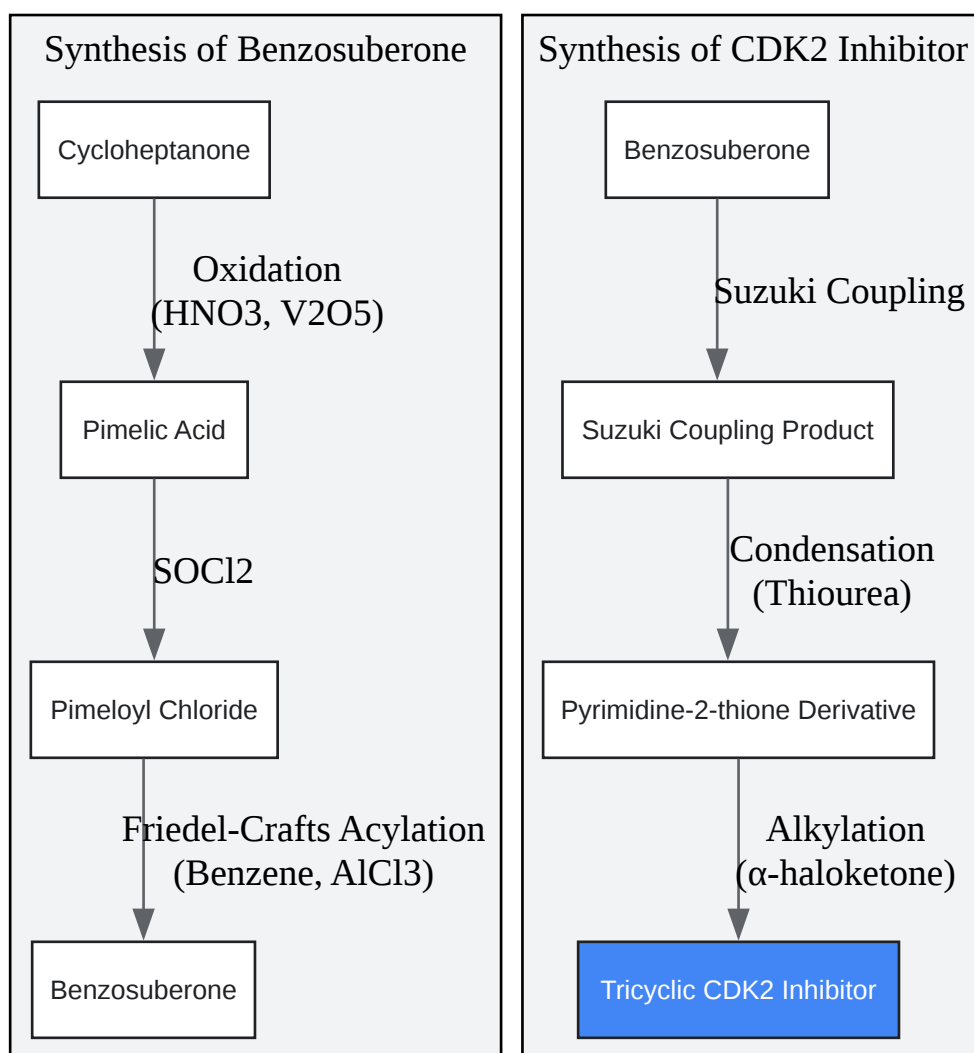 Synthesis of Benzosuberone
Cycloheptanone
Oxidation
(HNO3, V2O5)
Pimelic Acid
SOCl2
Pimeloyl Chloride
Friedel-Crafts Acylation
(Benzene, AlCl3)
Benzosuberone
Synthesis of CDK2 Inhibitor
Benzosuberone
Suzuki Coupling
Suzuki Coupling Product
Condensation
(Thiourea)
Pyrimidine-2-thione Derivative
Alkylation
(α-haloketone)
Tricyclic CDK2 Inhibitor